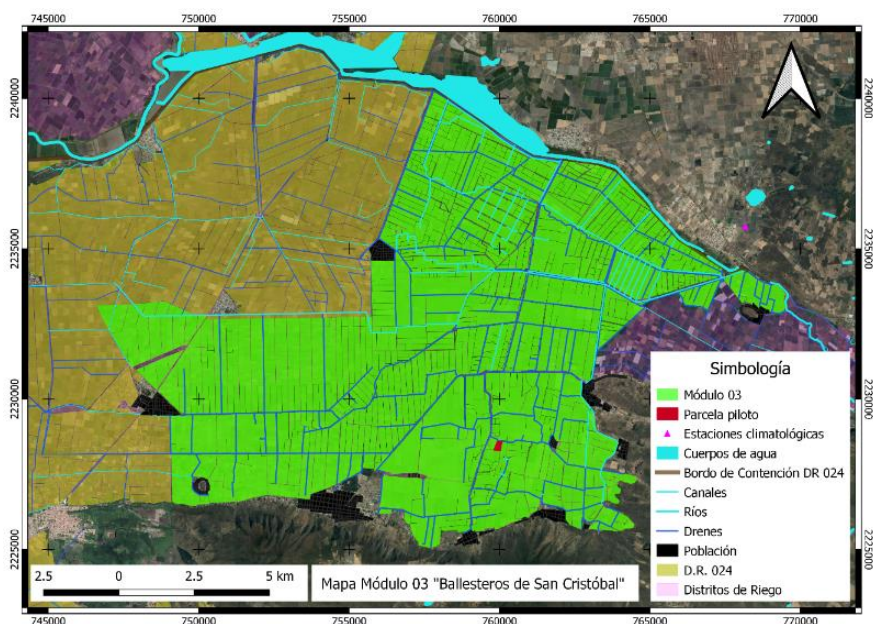 745000 750000 755000 760000 765000 770000
2240000 2240000
2235000 2235000
2230000 2230000
2225000 2225000
Simbología
Módulo 03
Parcela piloto
Estaciones climatológicas
Cuerpos de agua
Bordo de Contención DR 024
Canales
Ríos
Drenes
Población
D.R. 024
Distritos de Riego
2.5 0 2.5 5 km
Mapa Módulo 03 "Ballesteros de San Cristóbal"
745000 750000 755000 760000 765000 770000